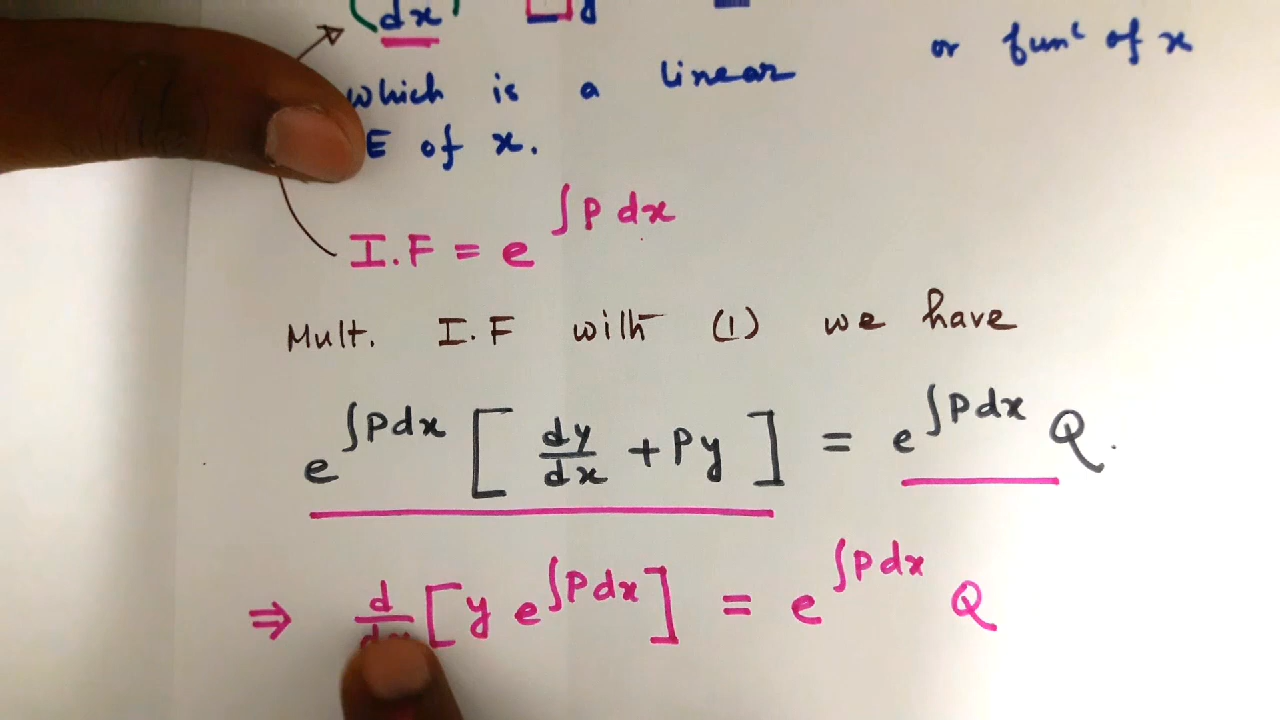 dx
which is a linear or funᶜ of x
E of x.
I.F = e^{∫P dx}
Mult. I.F with (1) we have
e^{∫Pdx} [ dy/dx + Py ] = e^{∫Pdx} Q.
⇒ d/dx [ y e^{∫Pdx} ] = e^{∫Pdx} Q